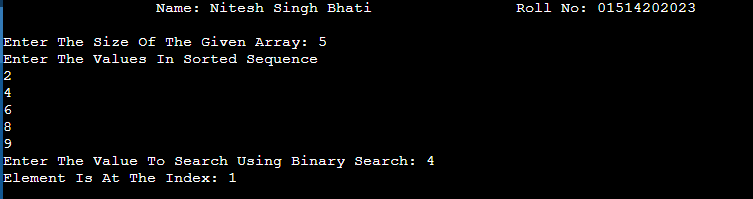 Name: Nitesh Singh Bhati Roll No: 01514202023
Enter The Size Of The Given Array: 5
Enter The Values In Sorted Sequence
2
4
6
8
9
Enter The Value To Search Using Binary Search: 4
Element Is At The Index: 1